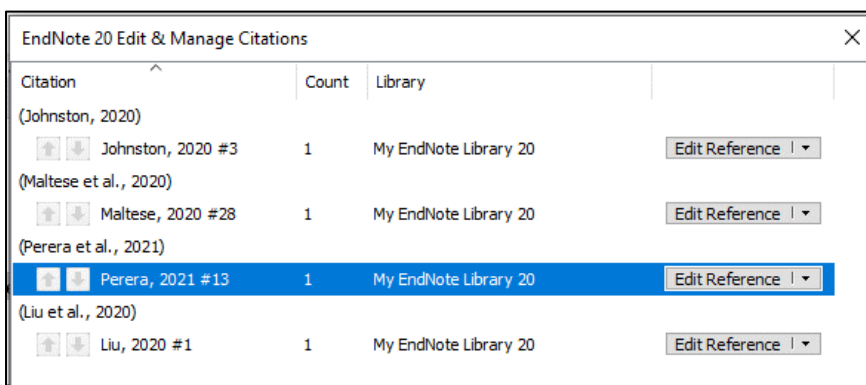 EndNote 20 Edit & Manage Citations
Citation Count Library
(Johnston, 2020)
Johnston, 2020 #3 1 My EndNote Library 20 Edit Reference
(Maltese et al., 2020)
Maltese, 2020 #28 1 My EndNote Library 20 Edit Reference
(Perera et al., 2021)
Perera, 2021 #13 1 My EndNote Library 20 Edit Reference
(Liu et al., 2020)
Liu, 2020 #1 1 My EndNote Library 20 Edit Reference